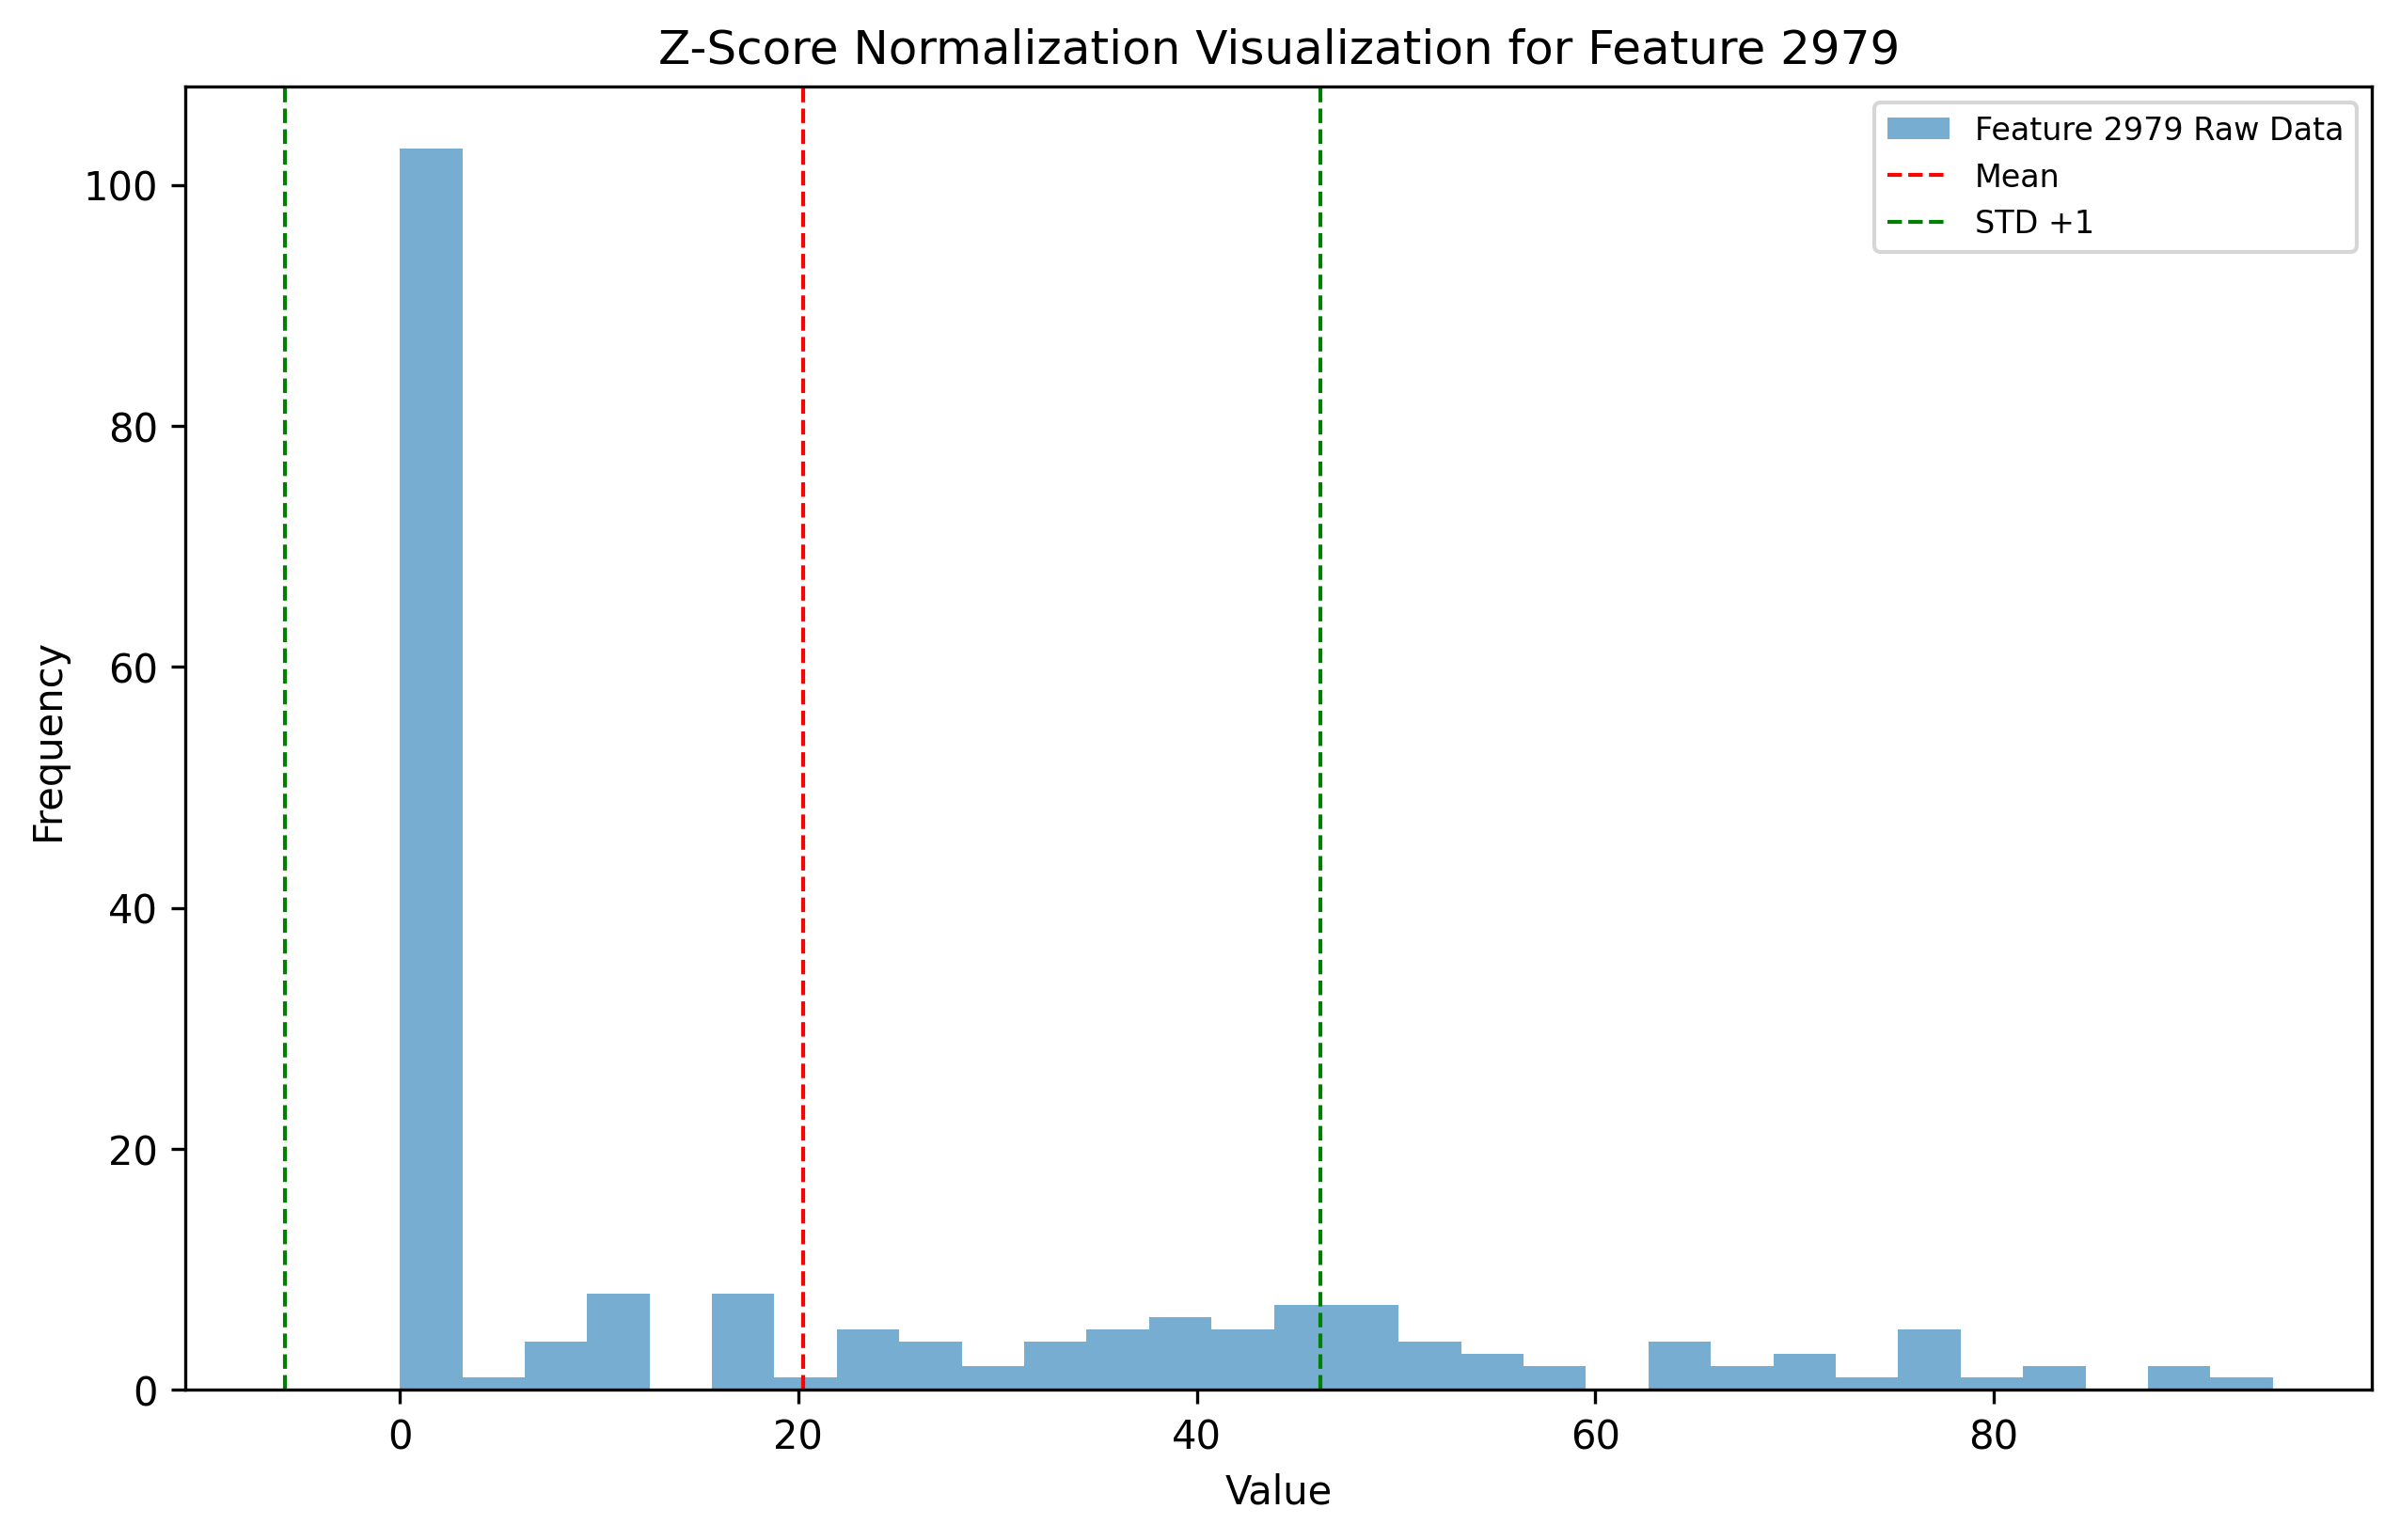 Z-Score Normalization Visualization for Feature 2979
Feature 2979 Raw Data
Mean
STD +1
Frequency
100
80
60
40
20
0
0 20 40 60 80
Value